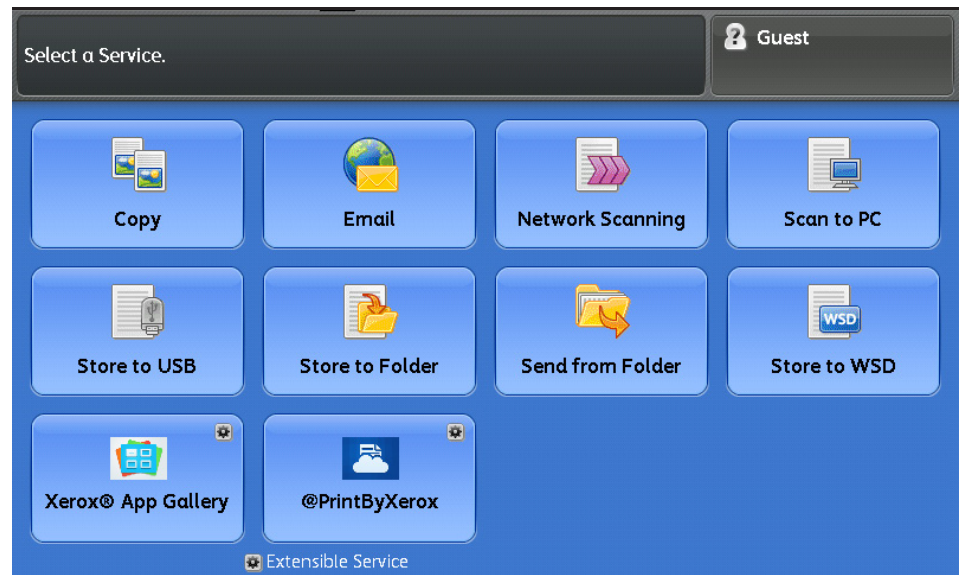 Select a Service.
Guest
Copy
Email
Network Scanning
Scan to PC
WSD
Store to USB
Store to Folder
Send from Folder
Store to WSD
Xerox® App Gallery
@PrintByXerox
Extensible Service